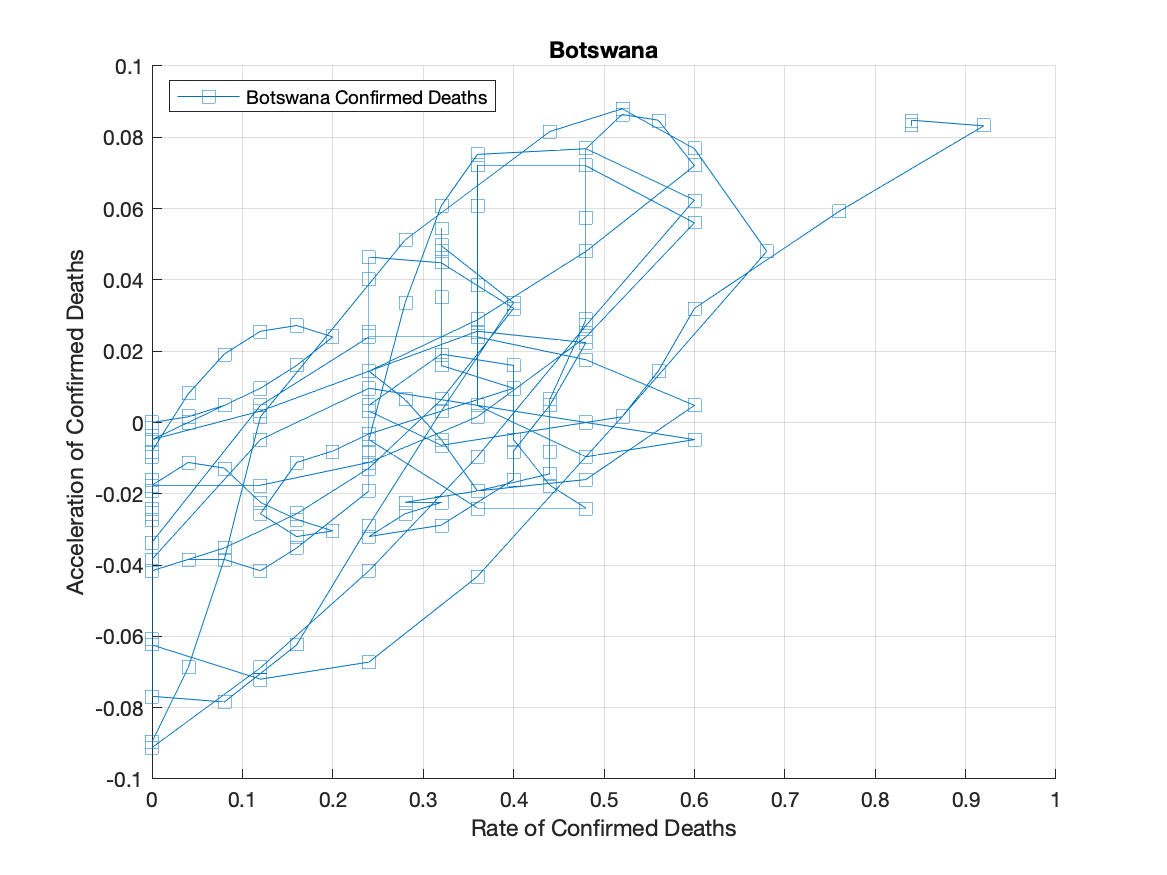 Botswana
Botswana Confirmed Deaths
0.1
0.08
0.06
0.04
0.02
0
-0.02
-0.04
-0.06
-0.08
-0.1
Acceleration of Confirmed Deaths
0 0.1 0.2 0.3 0.4 0.5 0.6 0.7 0.8 0.9 1
Rate of Confirmed Deaths